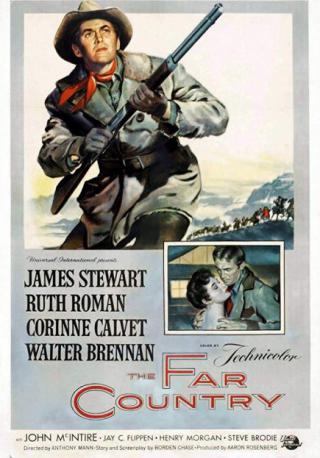 Universal International presents
JAMES STEWART
RUTH ROMAN
CORINNE CALVET
WALTER BRENNAN
COLOR BY Technicolor
THE FAR
COUNTRY
with JOHN McINTIRE · JAY C. FLIPPEN · HENRY MORGAN · STEVE BRODIE
Directed by ANTHONY MANN · Story and Screenplay by BORDEN CHASE · Produced by AARON ROSENBERG